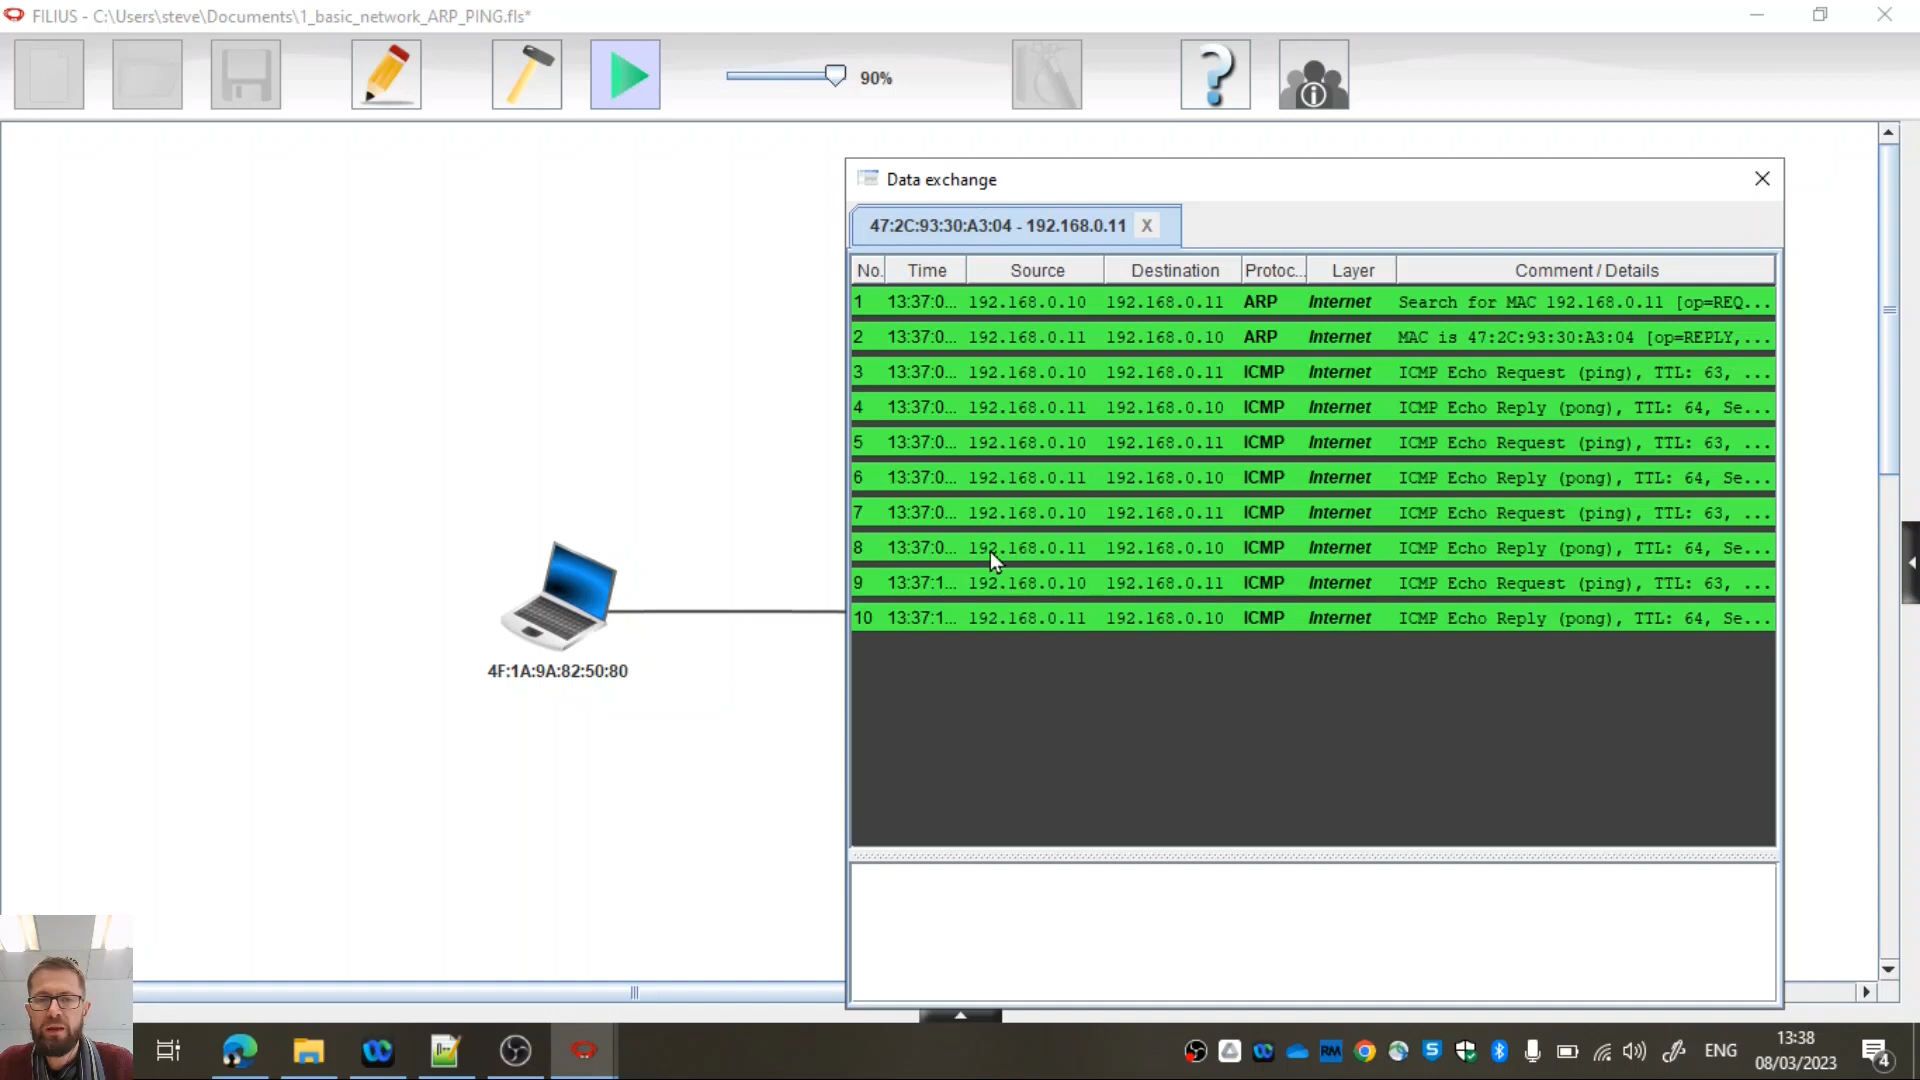 FILIUS - C:\Users\steve\Documents\1_basic_network_ARP_PING.fls*
90%
Data exchange
47:2C:93:30:A3:04 - 192.168.0.11 X
No. Time Source Destination Protoc... Layer Comment / Details
1 13:37:0... 192.168.0.10 192.168.0.11 ARP Internet Search for MAC 192.168.0.11 [op=REQ...
2 13:37:0... 192.168.0.11 192.168.0.10 ARP Internet MAC is 47:2C:93:30:A3:04 [op=REPLY,...
3 13:37:0... 192.168.0.10 192.168.0.11 ICMP Internet ICMP Echo Request (ping), TTL: 63, ...
4 13:37:0... 192.168.0.11 192.168.0.10 ICMP Internet ICMP Echo Reply (pong), TTL: 64, Se...
5 13:37:0... 192.168.0.10 192.168.0.11 ICMP Internet ICMP Echo Request (ping), TTL: 63, ...
6 13:37:0... 192.168.0.11 192.168.0.10 ICMP Internet ICMP Echo Reply (pong), TTL: 64, Se...
7 13:37:0... 192.168.0.10 192.168.0.11 ICMP Internet ICMP Echo Request (ping), TTL: 63, ...
8 13:37:0... 192.168.0.11 192.168.0.10 ICMP Internet ICMP Echo Reply (pong), TTL: 64, Se...
9 13:37:1... 192.168.0.10 192.168.0.11 ICMP Internet ICMP Echo Request (ping), TTL: 63, ...
10 13:37:1... 192.168.0.11 192.168.0.10 ICMP Internet ICMP Echo Reply (pong), TTL: 64, Se...
4F:1A:9A:82:50:80
RM
S
ENG
13:38
08/03/2023
4